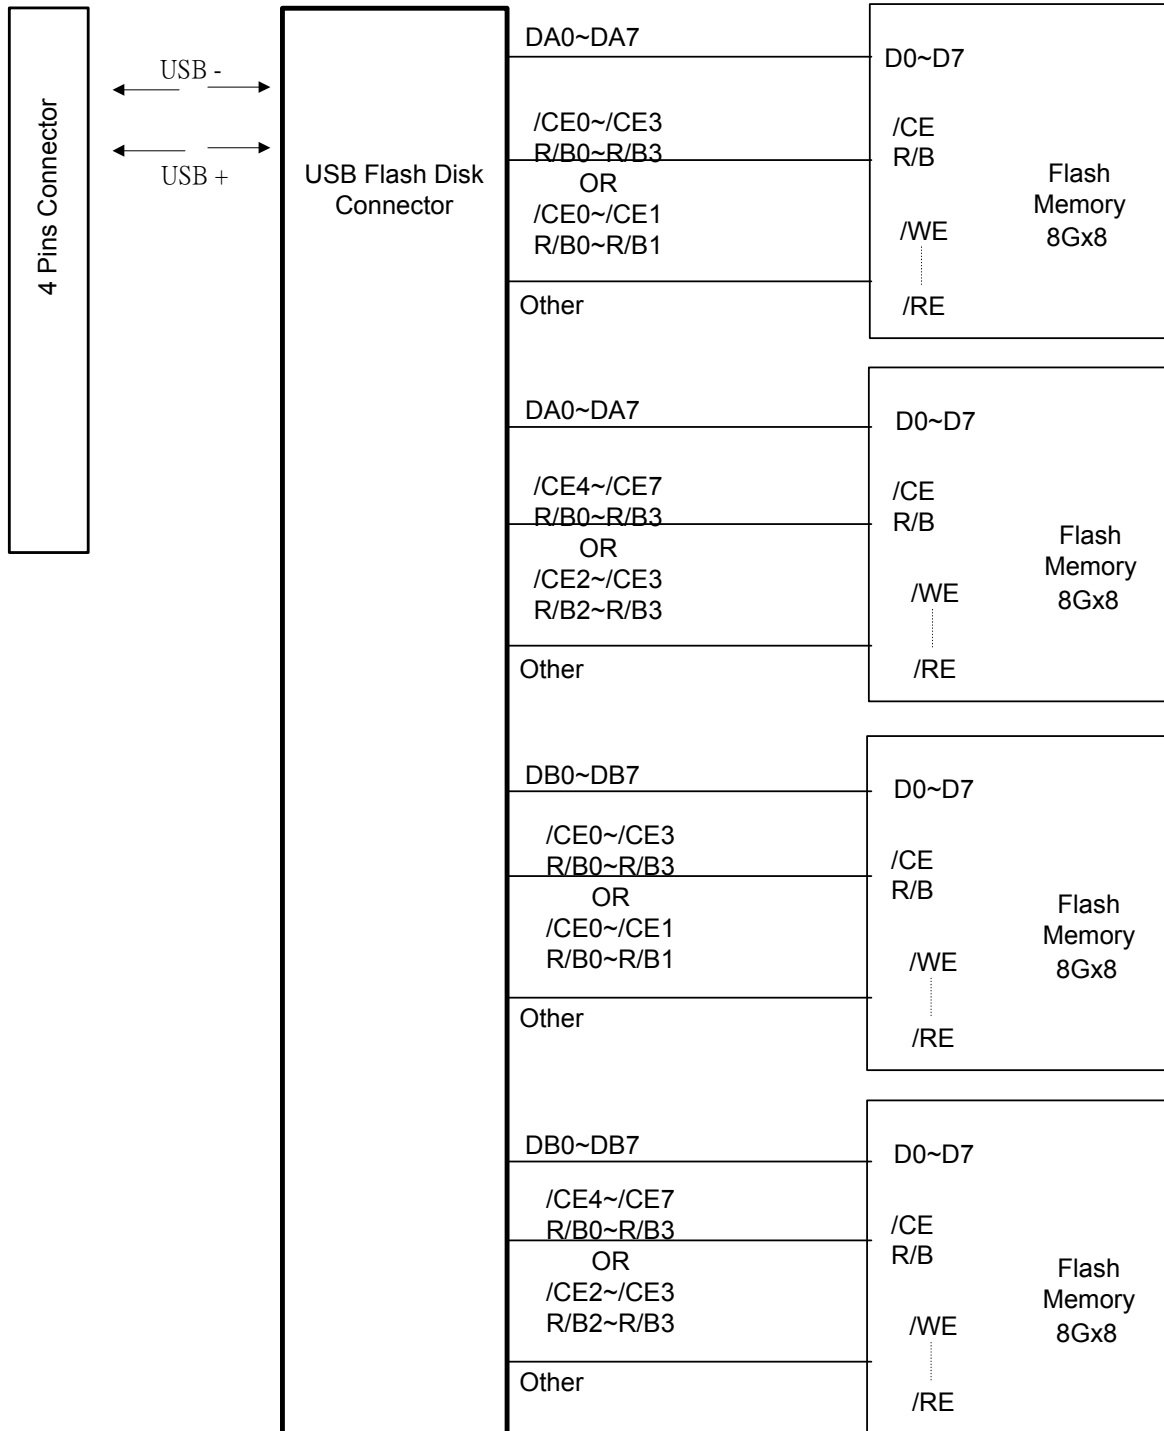 4 Pins Connector
USB -
USB +
USB Flash Disk
Connector
DA0~DA7
/CE0~/CE3
R/B0~R/B3
OR
/CE0~/CE1
R/B0~R/B1
Other
D0~D7
/CE
R/B
/WE
/RE
Flash
Memory
8Gx8
DA0~DA7
/CE4~/CE7
R/B0~R/B3
OR
/CE2~/CE3
R/B2~R/B3
Other
D0~D7
/CE
R/B
/WE
/RE
Flash
Memory
8Gx8
DB0~DB7
/CE0~/CE3
R/B0~R/B3
OR
/CE0~/CE1
R/B0~R/B1
Other
D0~D7
/CE
R/B
/WE
/RE
Flash
Memory
8Gx8
DB0~DB7
/CE4~/CE7
R/B0~R/B3
OR
/CE2~/CE3
R/B2~R/B3
Other
D0~D7
/CE
R/B
/WE
/RE
Flash
Memory
8Gx8